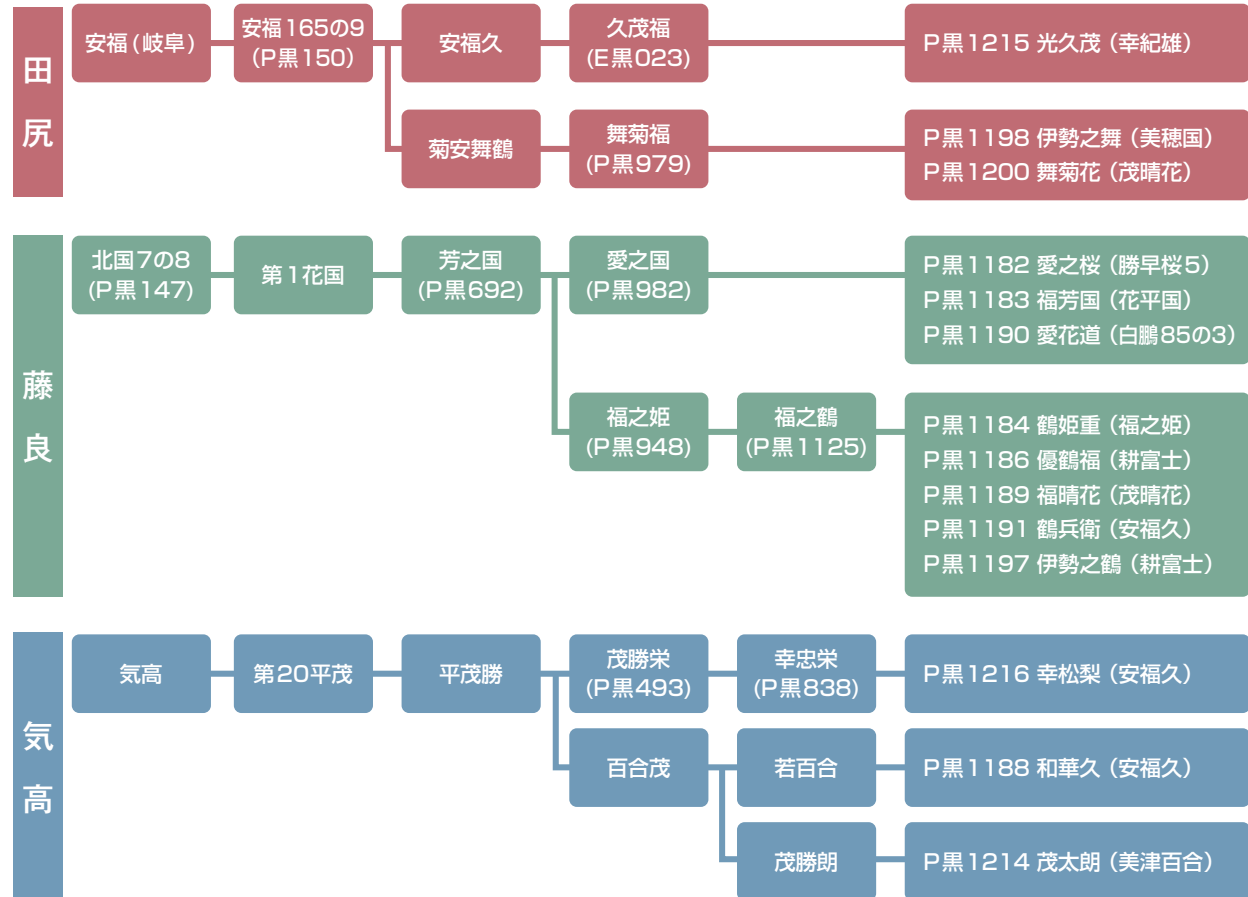 田尻
安福(岐阜)
安福165の9
(P黒150)
安福久
久茂福
(E黒023)
P黒1215 光久茂(幸紀雄)
菊安舞鶴
舞菊福
(P黒979)
P黒1198 伊勢之舞(美穂国)
P黒1200 舞菊花(茂晴花)
藤良
北国7の8
(P黒147)
第1花国
芳之国
(P黒692)
愛之国
(P黒982)
P黒1182 愛之桜(勝早桜5)
P黒1183 福芳国(花平国)
P黒1190 愛花道(白鵬85の3)
福之姫
(P黒948)
福之鶴
(P黒1125)
P黒1184 鶴姫重(福之姫)
P黒1186 優鶴福(耕富士)
P黒1189 福晴花(茂晴花)
P黒1191 鶴兵衛(安福久)
P黒1197 伊勢之鶴(耕富士)
気高
気高
第20平茂
平茂勝
茂勝栄
(P黒493)
幸忠栄
(P黒838)
P黒1216 幸松梨(安福久)
百合茂
若百合
P黒1188 和華久(安福久)
茂勝朗
P黒1214 茂太朗(美津百合)